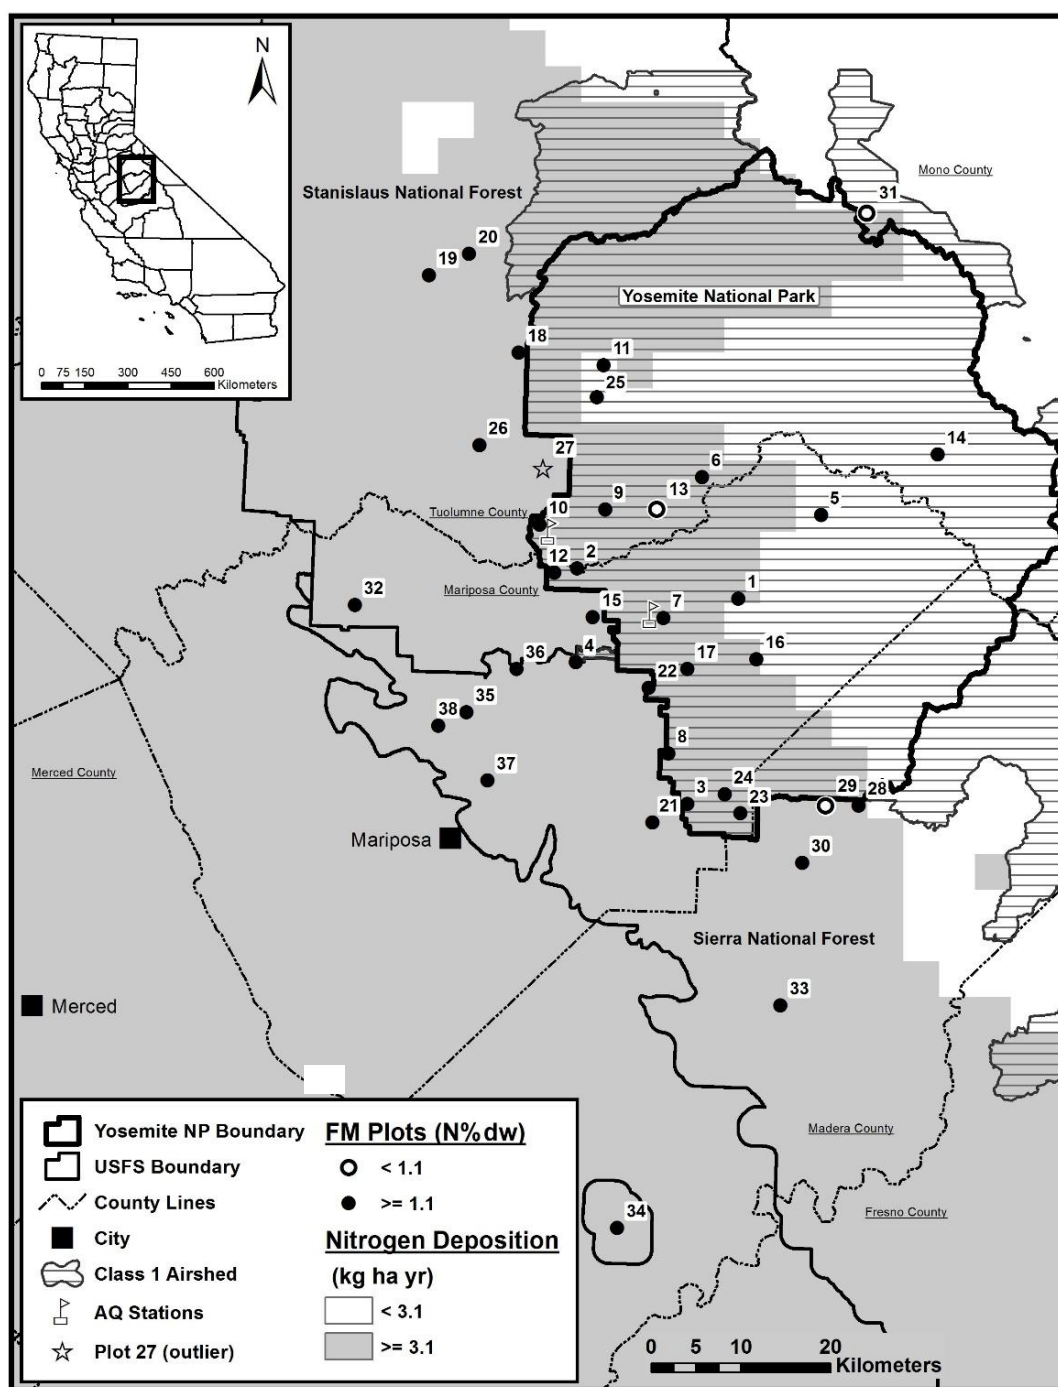 N
0 75 150 300 450 600
Kilometers
Stanislaus National Forest
Mono County
31
20
19
Yosemite National Park
18
11
25
26
27
14
6
13
9
5
10
Tuolumne County
12
2
1
32
Mariposa County
15
7
4
17
16
36
22
35
38
8
Merced County
37
24
3
23
29
28
21
Mariposa
30
Sierra National Forest
33
Merced
Madera County
Fresno County
34
Yosemite NP Boundary
USFS Boundary
County Lines
City
Class 1 Airshed
AQ Stations
Plot 27 (outlier)
FM Plots (N%dw)
< 1.1
>= 1.1
Nitrogen Deposition
(kg ha yr)
< 3.1
>= 3.1
0 5 10 20
Kilometers